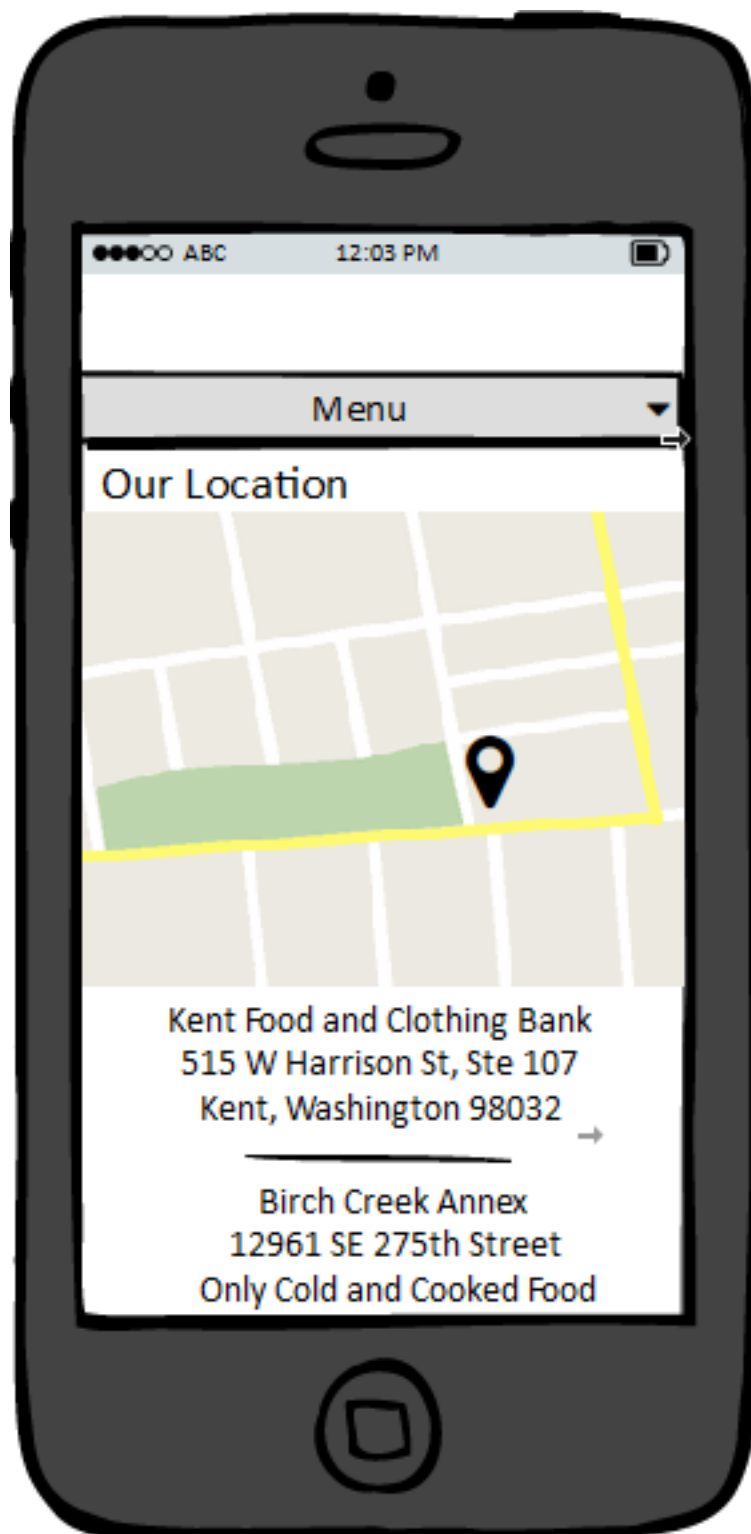 ABC 12:03 PM
Menu
Our Location
Kent Food and Clothing Bank
515 W Harrison St, Ste 107
Kent, Washington 98032
Birch Creek Annex
12961 SE 275th Street
Only Cold and Cooked Food